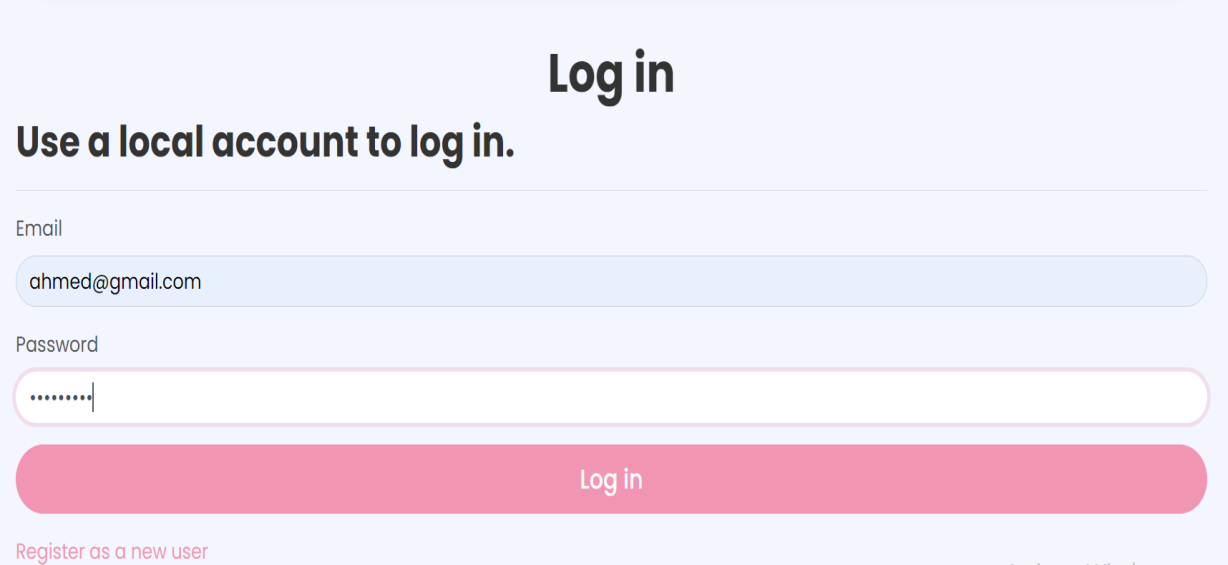 Log in
Use a local account to log in.
Email
ahmed@gmail.com
Password
•••••••••
Log in
Register as a new user